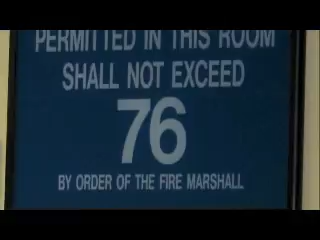 PERMITTED IN THIS ROOM
SHALL NOT EXCEED
76
BY ORDER OF THE FIRE MARSHALL